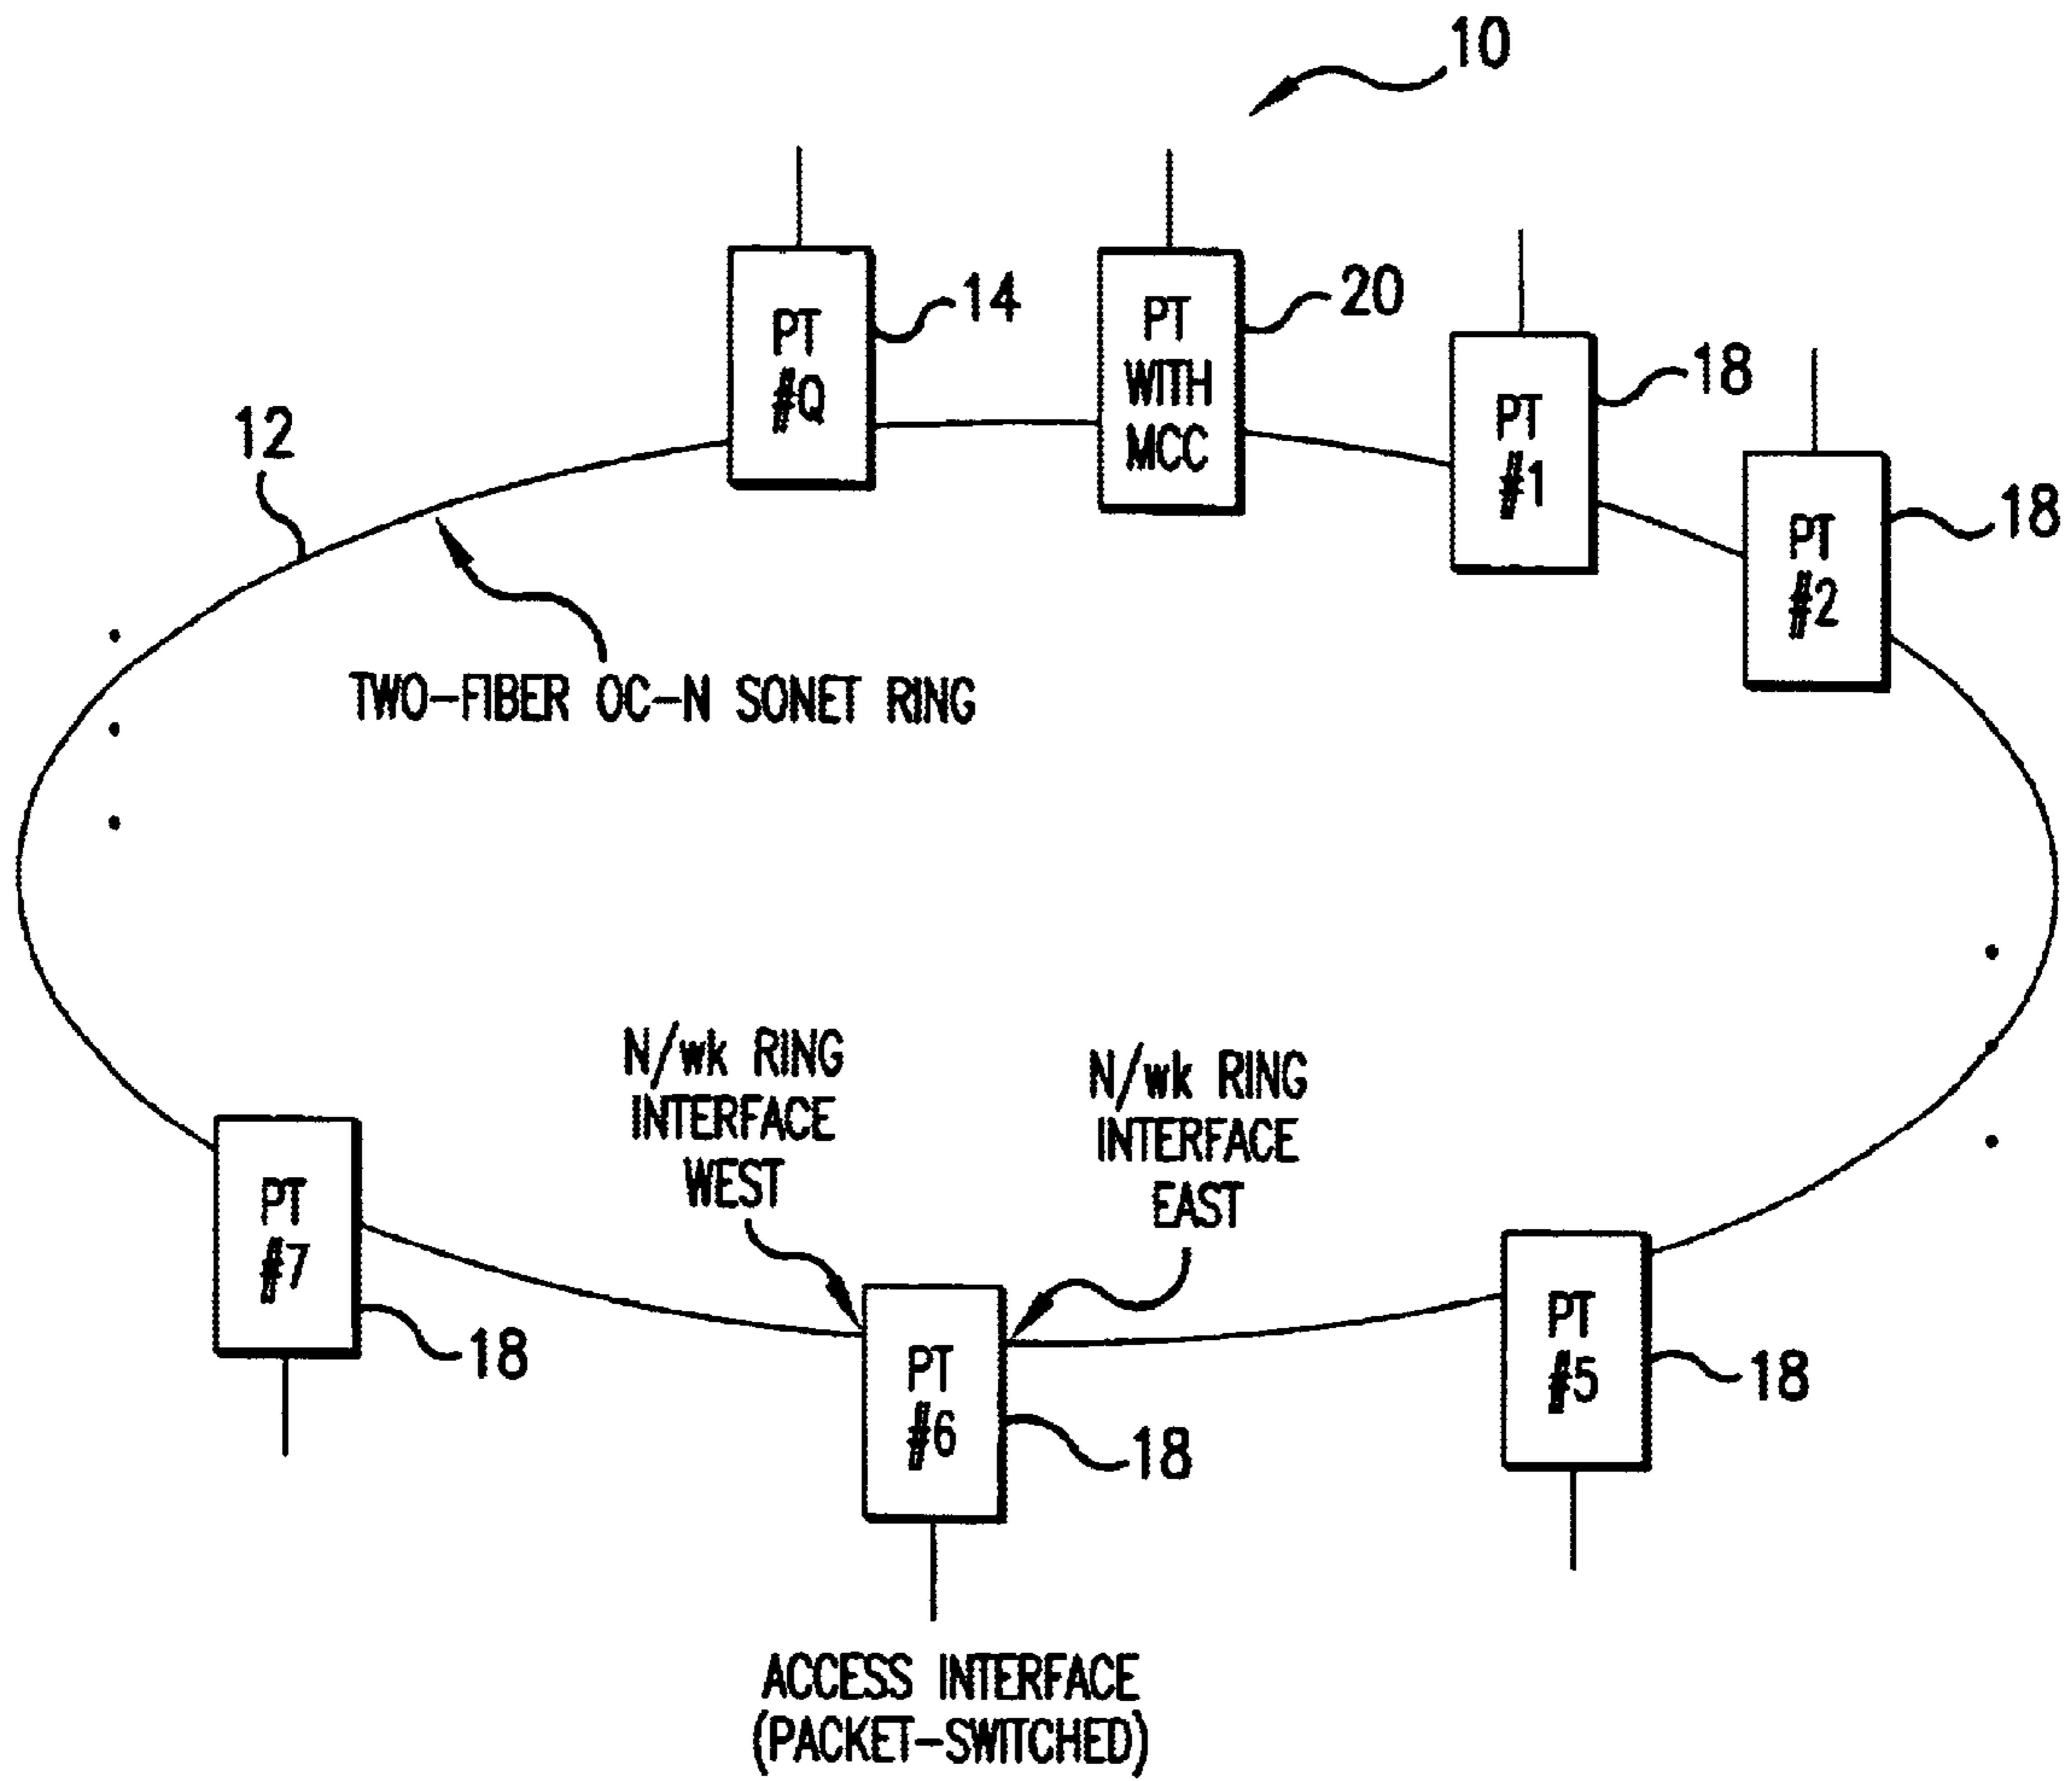 10
PT
#Q
14
PT
WITH
MCC
20
PT
#1
18
PT
#2
18
12
TWO-FIBER OC-N SONET RING
N/wk RING
INTERFACE
WEST
N/wk RING
INTERFACE
EAST
PT
#7
18
PT
#6
18
PT
#5
18
ACCESS INTERFACE
(PACKET-SWITCHED)